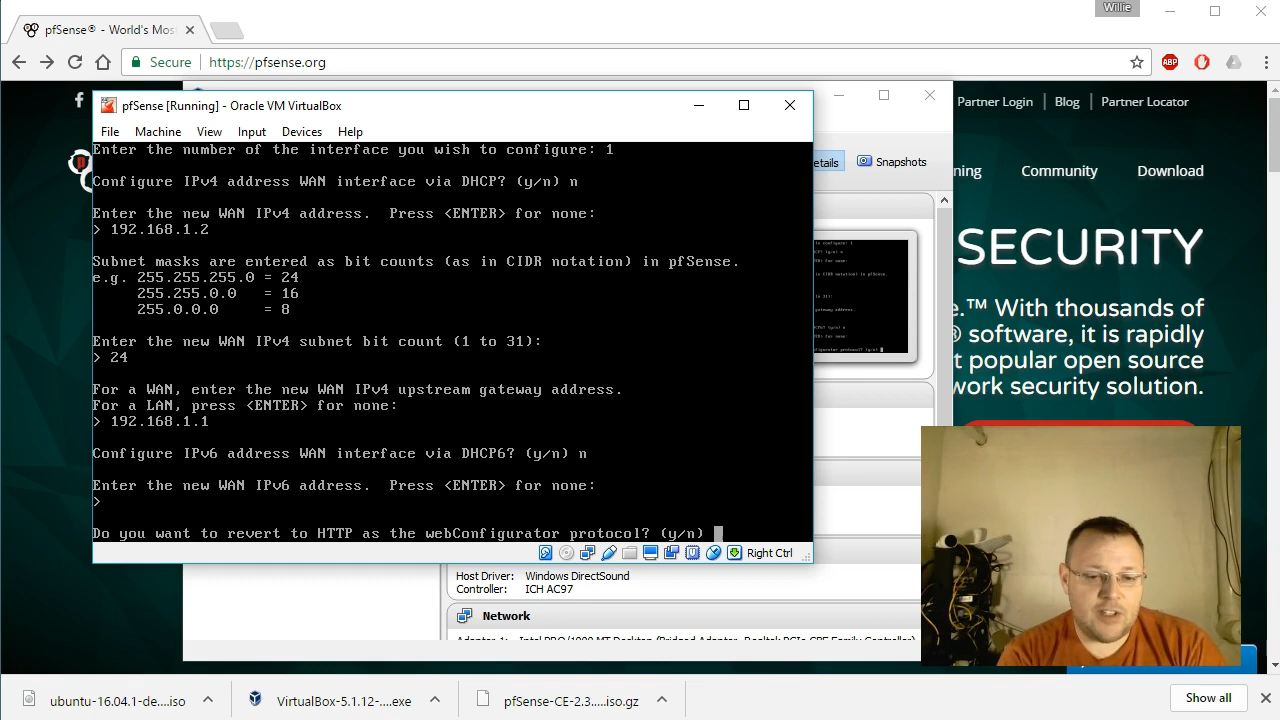 Willie
pfSense® - World's Mos
Secure
https://pfsense.org
ABP
Partner Login
Blog
Partner Locator
pfSense [Running] - Oracle VM VirtualBox
File Machine View Input Devices Help
etails
Snapshots
ning
Community
Download
Enter the number of the interface you wish to configure: 1
Configure IPv4 address WAN interface via DHCP? (y/n) n
Enter the new WAN IPv4 address.  Press <ENTER> for none:
> 192.168.1.2
Subnet masks are entered as bit counts (as in CIDR notation) in pfSense.
e.g. 255.255.255.0 = 24
255.255.0.0 = 16
255.0.0.0 = 8
Enter the new WAN IPv4 subnet bit count (1 to 31):
> 24
For a WAN, enter the new WAN IPv4 upstream gateway address.
For a LAN, press <ENTER> for none:
> 192.168.1.1
Configure IPv6 address WAN interface via DHCP6? (y/n) n
Enter the new WAN IPv6 address.  Press <ENTER> for none:
>
Do you want to revert to HTTP as the webConfigurator protocol? (y/n)
Right Ctrl
SECURITY
e.™ With thousands of
® software, it is rapidly
t popular open source
work security solution.
Host Driver: Windows DirectSound
Controller: ICH AC97
Network
ubuntu-16.04.1-de....iso
VirtualBox-5.1.12-....exe
pfSense-CE-2.3.....iso.gz
Show all